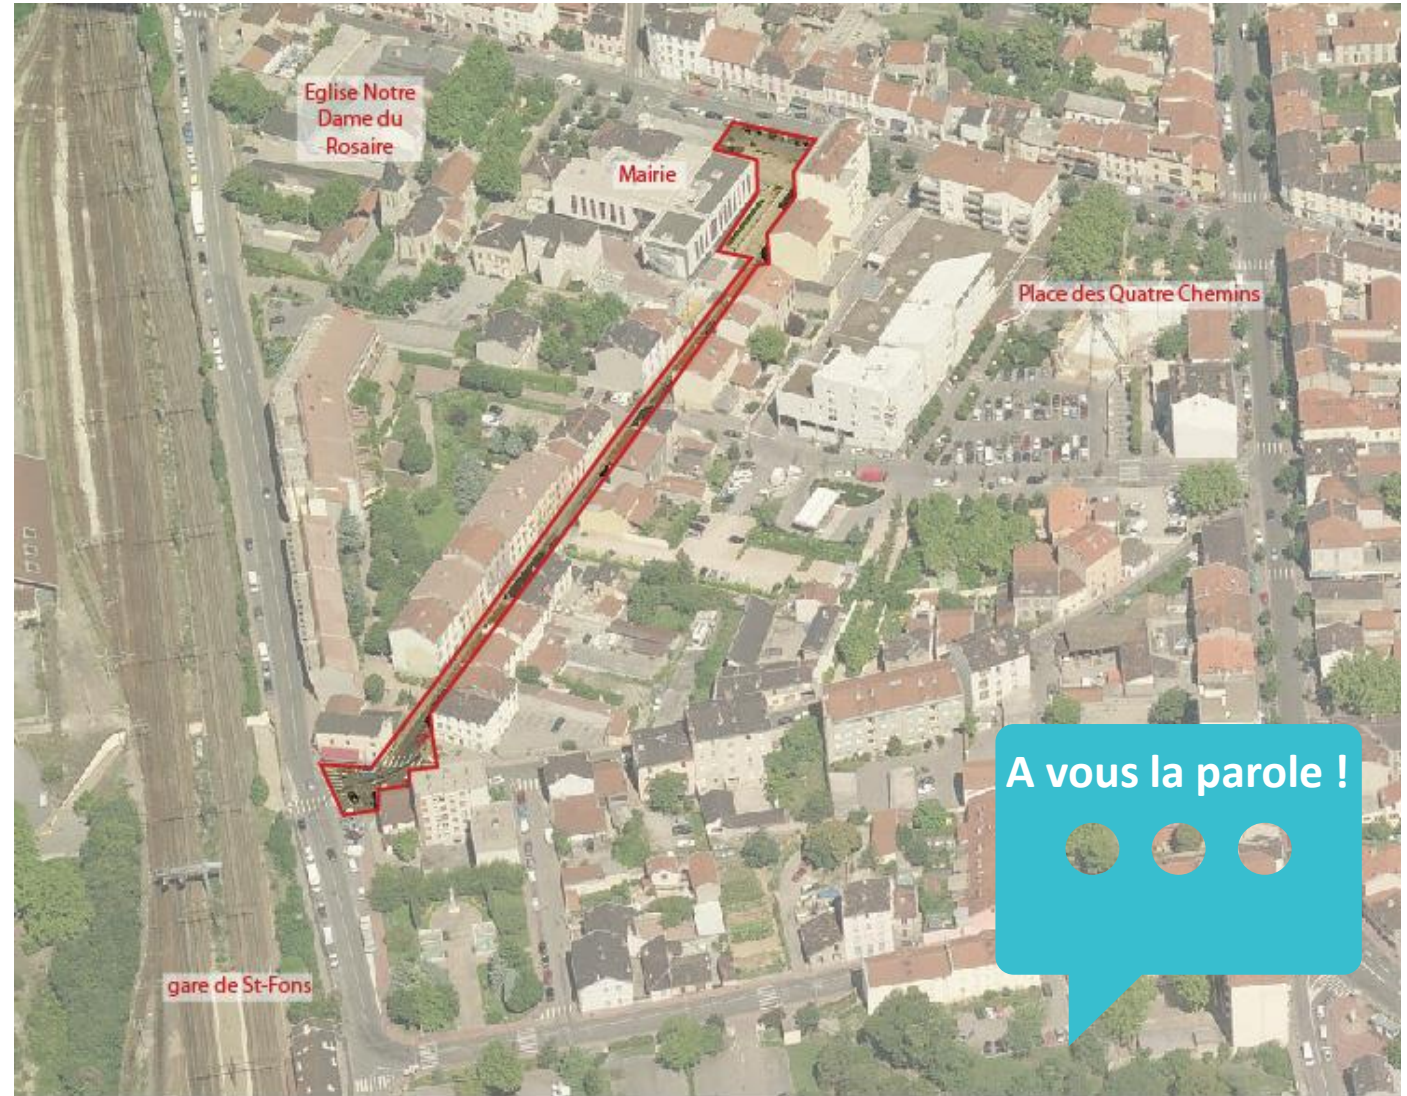 Eglise Notre
Dame du
Rosaire
Mairie
Place des Quatre Chemins
A vous la parole !
gare de St-Fons